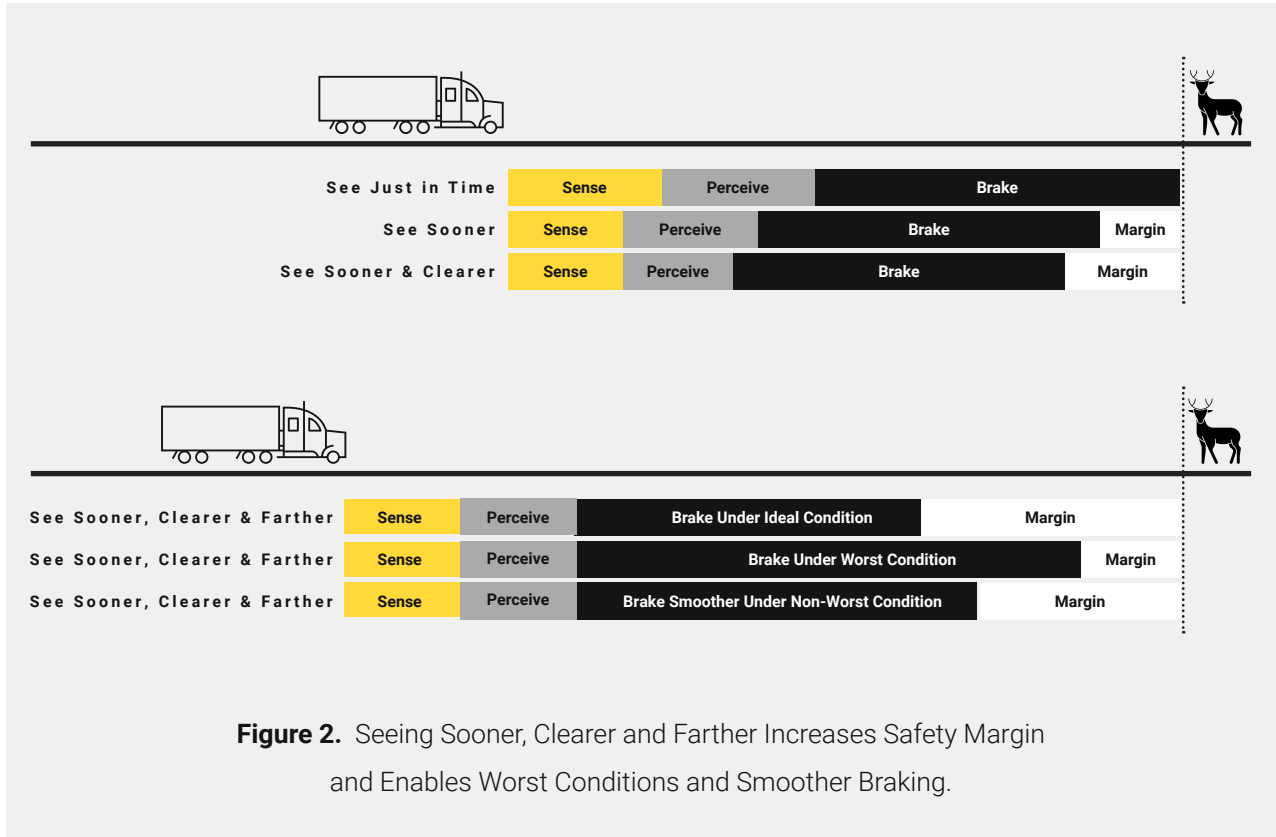 See Just in Time Sense Perceive Brake
See Sooner Sense Perceive Brake Margin
See Sooner & Clearer Sense Perceive Brake Margin
See Sooner, Clearer & Farther Sense Perceive Brake Under Ideal Condition Margin
See Sooner, Clearer & Farther Sense Perceive Brake Under Worst Condition Margin
See Sooner, Clearer & Farther Sense Perceive Brake Smoother Under Non-Worst Condition Margin
Figure 2. Seeing Sooner, Clearer and Farther Increases Safety Margin
and Enables Worst Conditions and Smoother Braking.